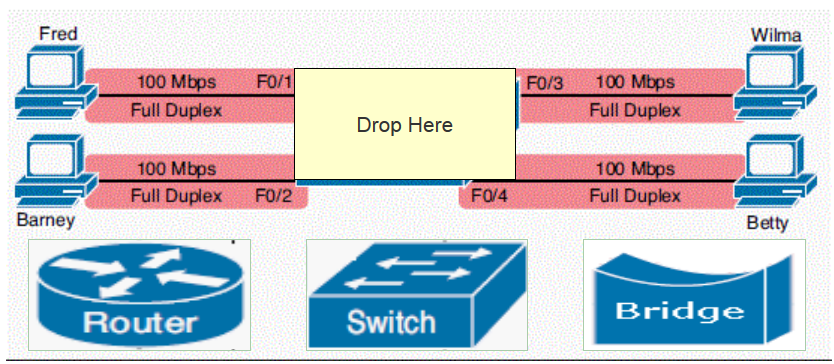 Fred
Wilma
100 Mbps
F0/1
F0/3
100 Mbps
Full Duplex
Drop Here
Full Duplex
100 Mbps
100 Mbps
Full Duplex
F0/2
F0/4
Full Duplex
Barney
Betty
Router
Switch
Bridge